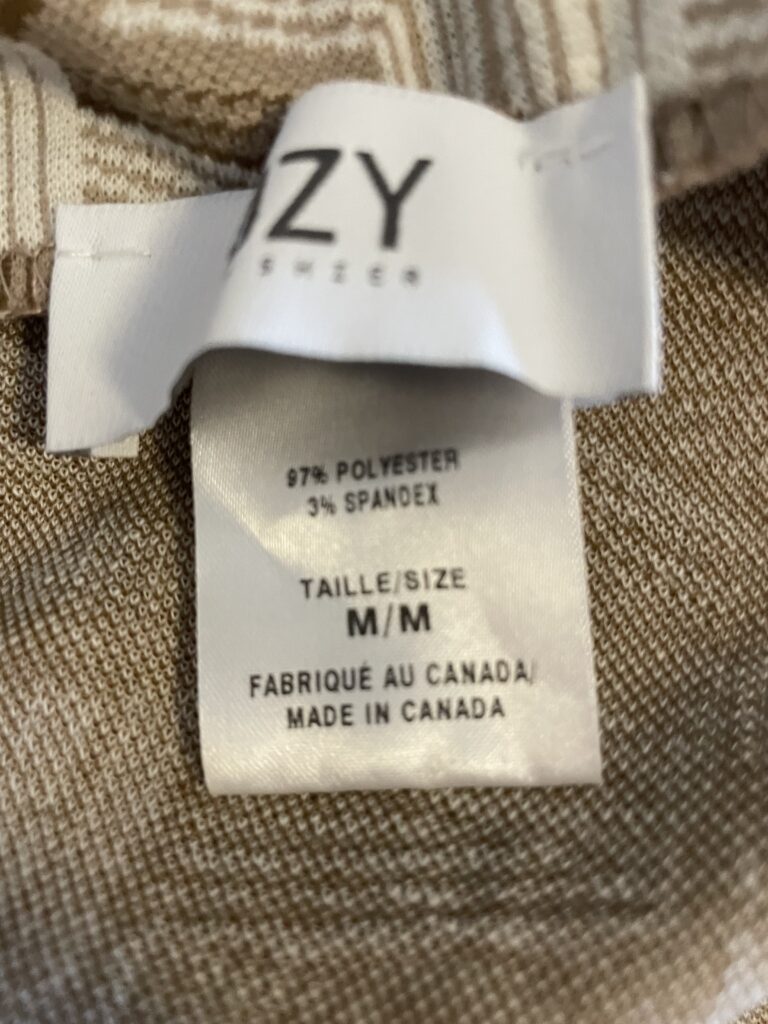 ZY
97% POLYESTER
3% SPANDEX
TAILLE/SIZE
M/M
FABRIQUÉ AU CANADA/
MADE IN CANADA